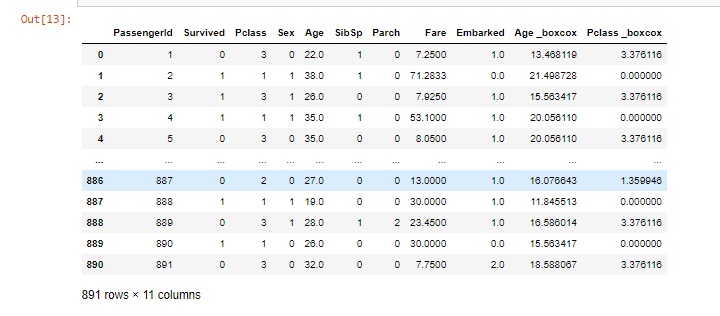 Out[13]:
PassengerId Survived Pclass Sex Age SibSp Parch Fare Embarked Age _boxcox Pclass _boxcox
0 1 0 3 0 22.0 1 0 7.2500 1.0 13.468119 3.376116
1 2 1 1 1 38.0 1 0 71.2833 0.0 21.498728 0.000000
2 3 1 3 1 26.0 0 0 7.9250 1.0 15.563417 3.376116
3 4 1 1 1 35.0 1 0 53.1000 1.0 20.056110 0.000000
4 5 0 3 0 35.0 0 0 8.0500 1.0 20.056110 3.376116
... ... ... ... ... ... ... ... ... ... ... ...
886 887 0 2 0 27.0 0 0 13.0000 1.0 16.076643 1.359946
887 888 1 1 1 19.0 0 0 30.0000 1.0 11.845513 0.000000
888 889 0 3 1 28.0 1 2 23.4500 1.0 16.586014 3.376116
889 890 1 1 0 26.0 0 0 30.0000 0.0 15.563417 0.000000
890 891 0 3 0 32.0 0 0 7.7500 2.0 18.588067 3.376116
891 rows × 11 columns